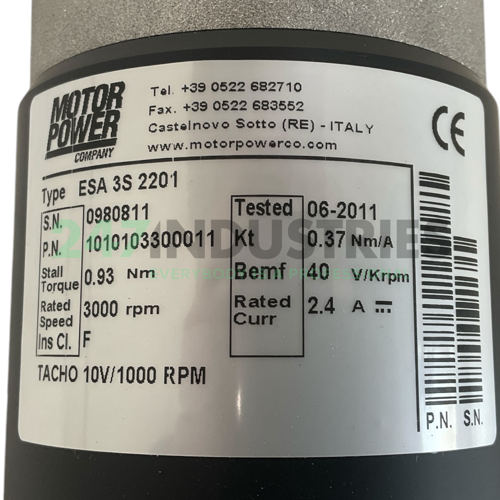 MOTOR
POWER
COMPANY
Tel. +39 0522 682710
Fax. +39 0522 683552
Castelnovo Sotto (RE) - ITALY
www.motorpowerco.com
CE
Type ESA 3S 2201
S.N. 0980811
P.N. 1010103300011
Stall
Torque 0.93 Nm
Rated
Speed 3000 rpm
Ins Cl. F
Tested 06-2011
Kt 0.37 Nm/A
Bemf 40 V/Krpm
Rated
Curr 2.4 A
TACHO 10V/1000 RPM
P.N. S.N.
247INDUSTRIES